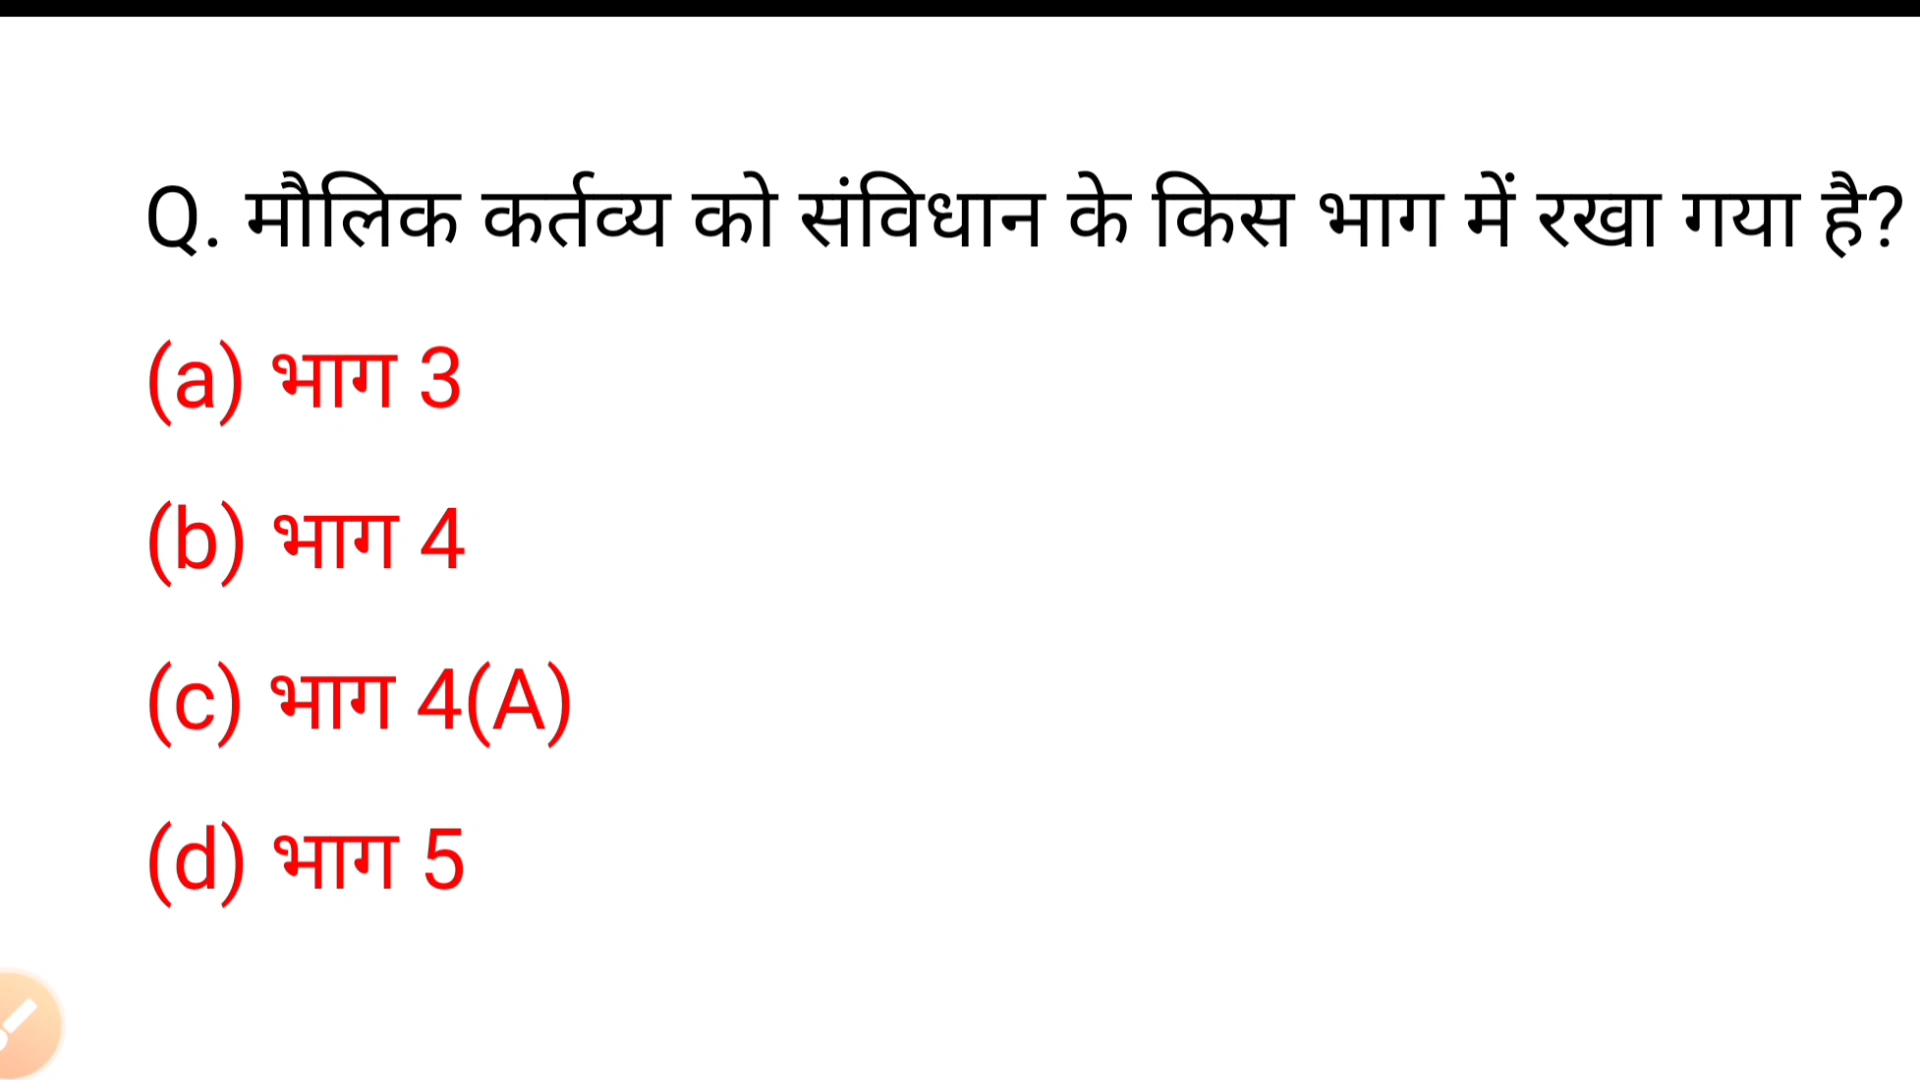 Q. मौलिक कर्तव्य को संविधान के किस भाग में रखा गया है?
(a) भाग 3
(b) भाग 4
(c) भाग 4(A)
(d) भाग 5